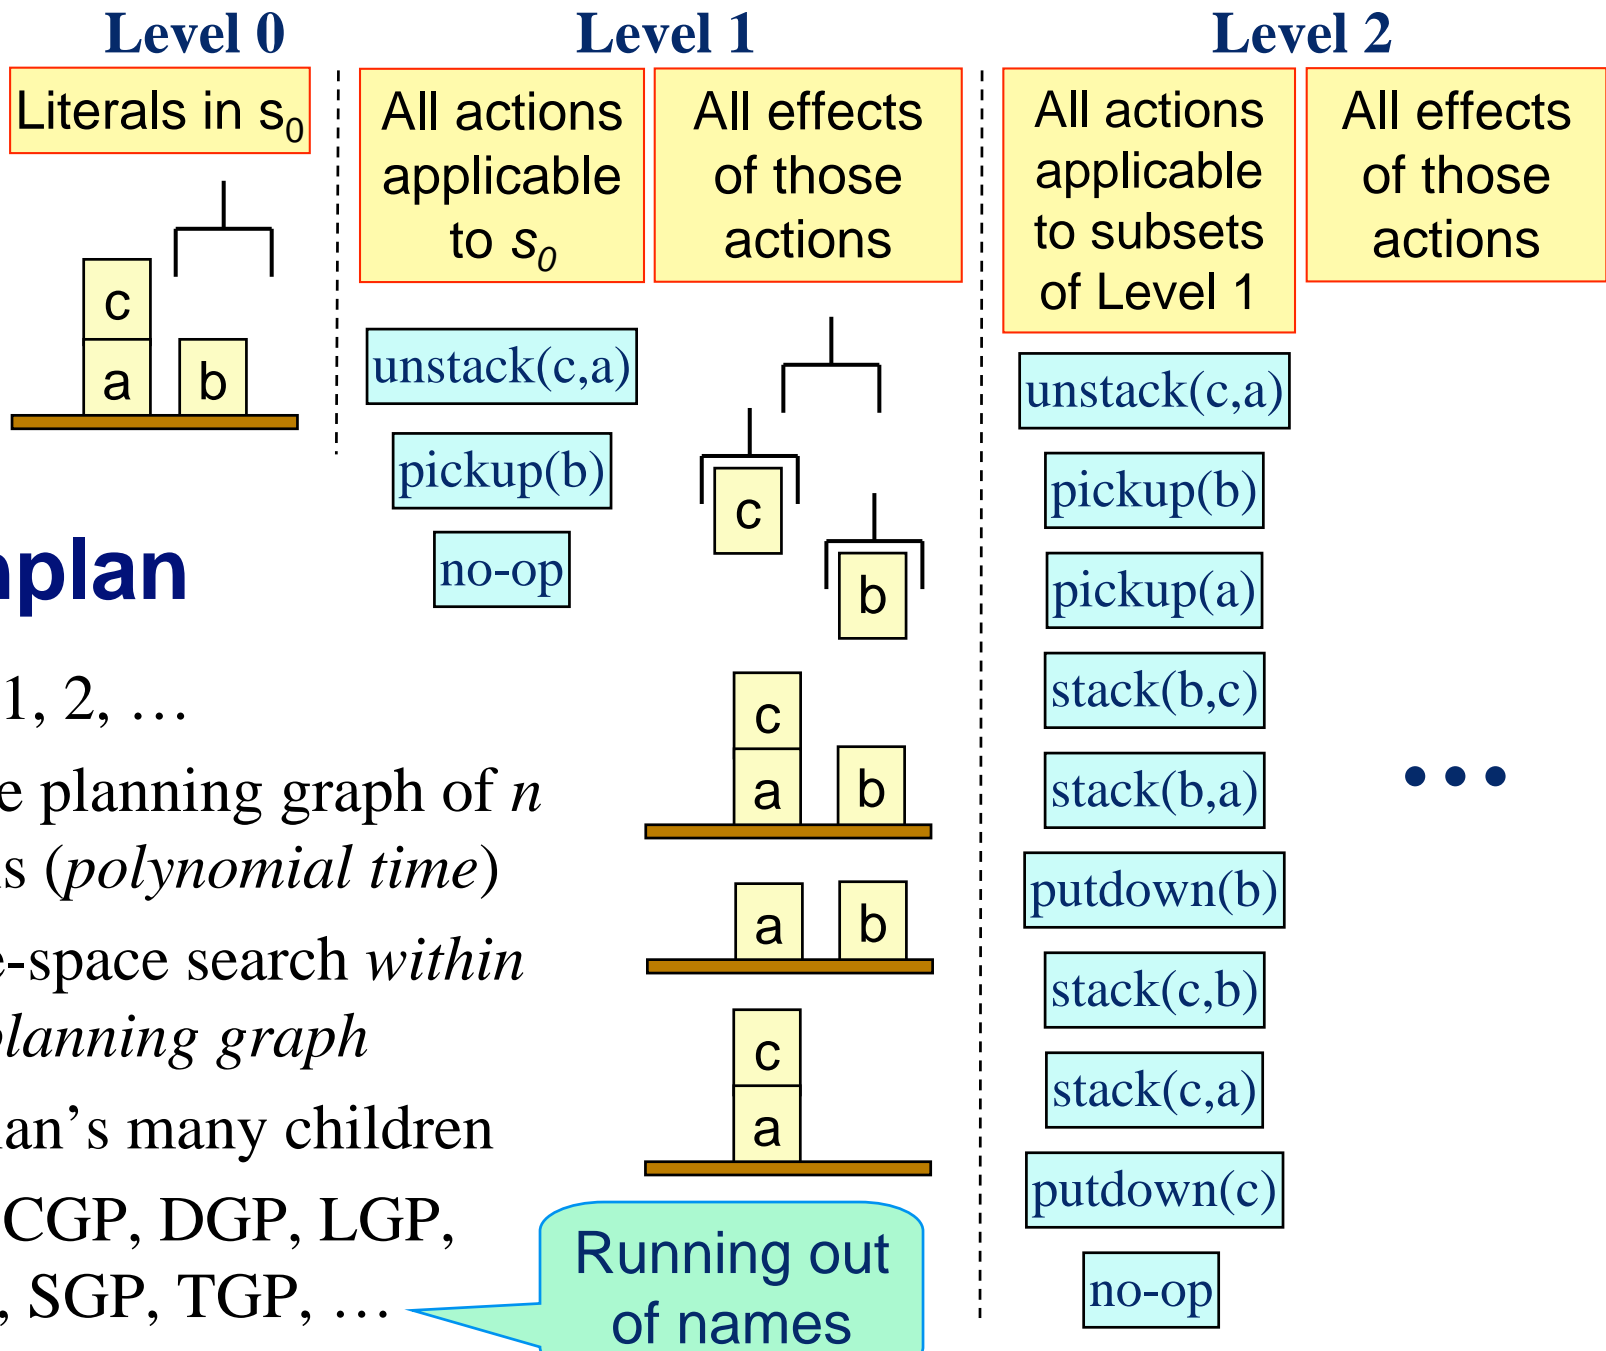 Level 0
Level 1
Level 2
Literals in s0
All actions
applicable
to s0
All effects
of those
actions
All actions
applicable
to subsets
of Level 1
All effects
of those
actions
c
a
b
unstack(c,a)
pickup(b)
no-op
c
b
c
a
b
a
b
c
a
unstack(c,a)
pickup(b)
pickup(a)
stack(b,c)
stack(b,a)
putdown(b)
stack(c,b)
stack(c,a)
putdown(c)
no-op
• • •
nplan
1, 2, …
e planning graph of n
s (polynomial time)
e-space search within
planning graph
lan’s many children
CGP, DGP, LGP,
, SGP, TGP, …
Running out
of names